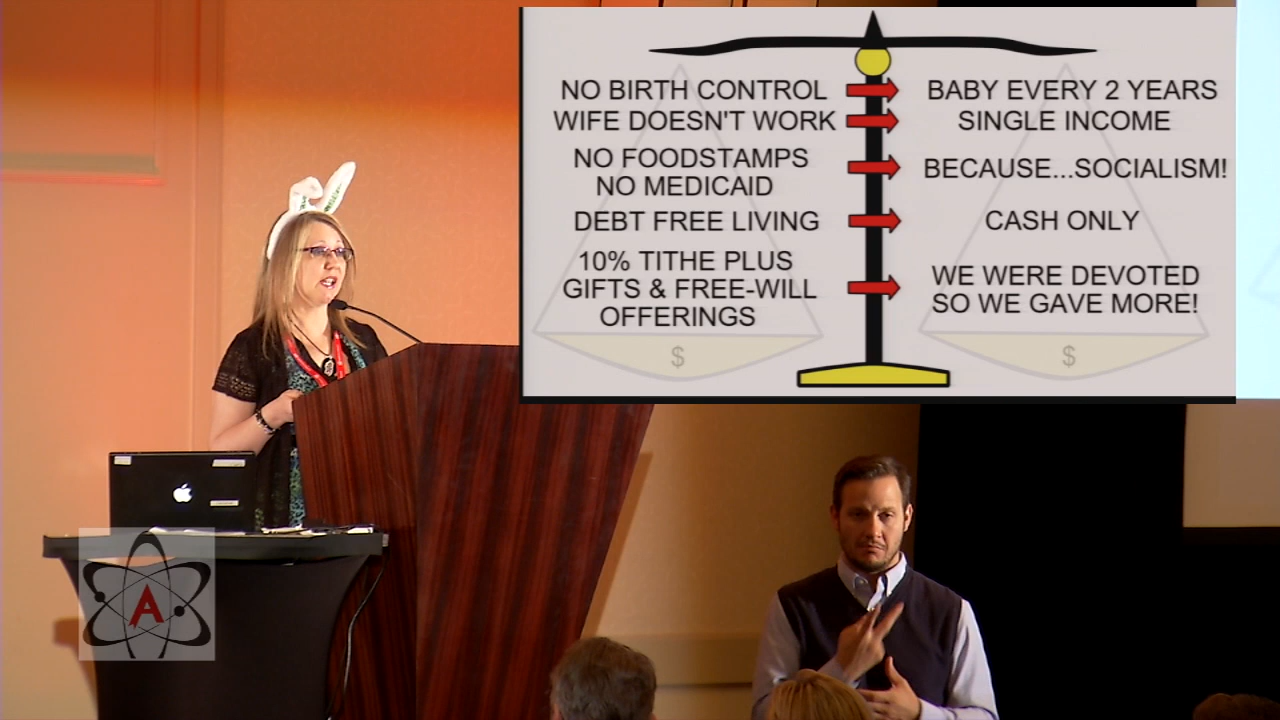 NO BIRTH CONTROL
BABY EVERY 2 YEARS
WIFE DOESN'T WORK
SINGLE INCOME
NO FOODSTAMPS
NO MEDICAID
BECAUSE...SOCIALISM!
DEBT FREE LIVING
CASH ONLY
10% TITHE PLUS
GIFTS & FREE-WILL
OFFERINGS
WE WERE DEVOTED
SO WE GAVE MORE!
$
$
A